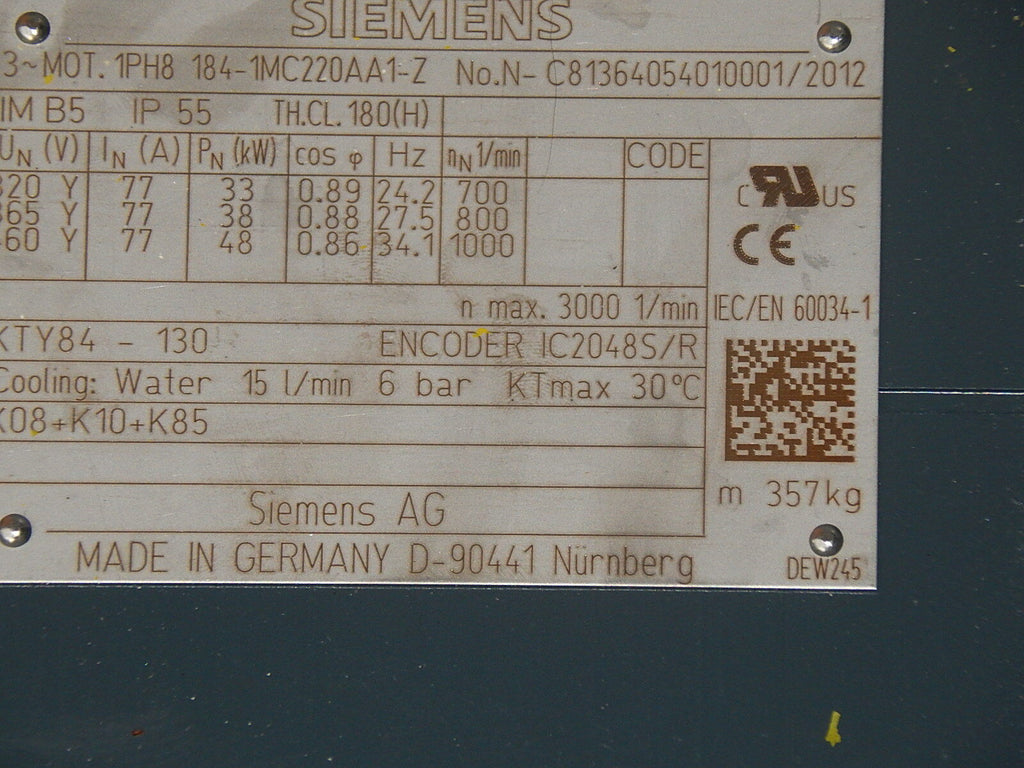 SIEMENS
3~MOT. 1PH8 184-1MC220AA1-Z No.N- C81364054010001/2012
IM B5 IP 55 TH.CL. 180(H)
UN (V) IN (A) PN (kW) cos φ Hz nN 1/min CODE
320 Y 77 33 0.89 24.2 700
365 Y 77 38 0.88 27.5 800
460 Y 77 48 0.86 34.1 1000
c RU US
CE
n max. 3000 1/min
IEC/EN 60034-1
KTY84 - 130 ENCODER IC2048S/R
Cooling: Water 15 l/min 6 bar KTmax 30°C
K08+K10+K85
m 357kg
Siemens AG
MADE IN GERMANY D-90441 Nürnberg
DEW245